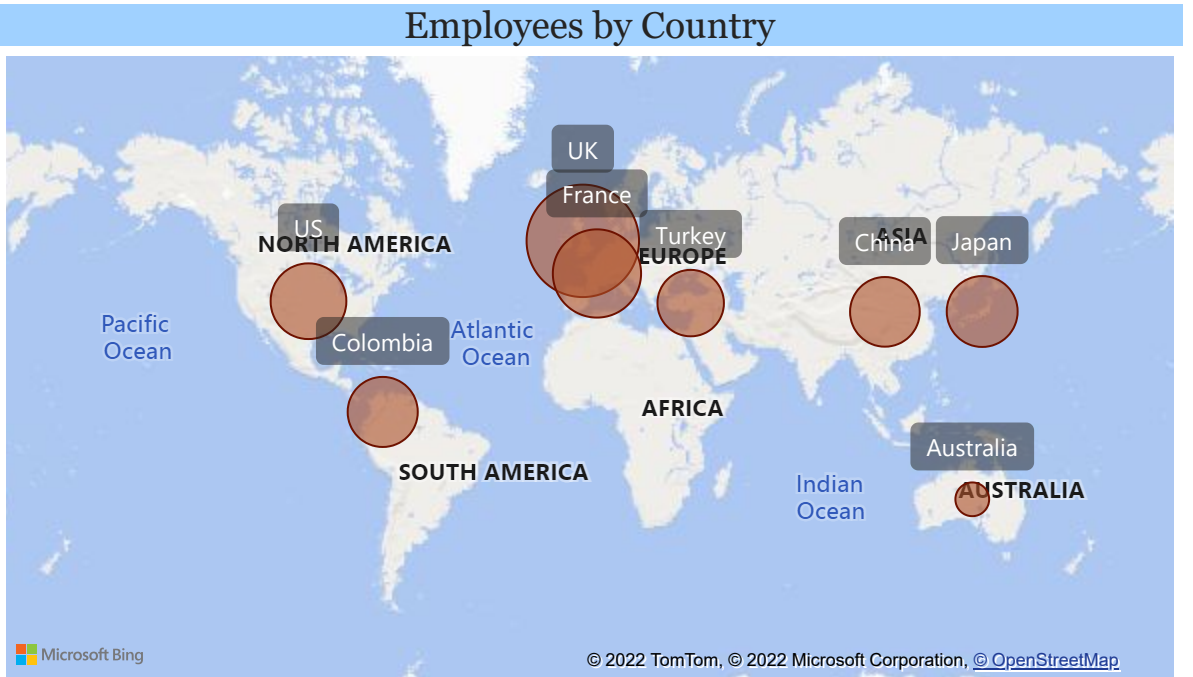 Employees by Country
UK
France
US
NORTH AMERICA
Turkey
EUROPE
China
ASIA
Japan
Pacific
Ocean
Colombia
Atlantic
Ocean
AFRICA
SOUTH AMERICA
Australia
AUSTRALIA
Indian
Ocean
Microsoft Bing
© 2022 TomTom, © 2022 Microsoft Corporation, © OpenStreetMap